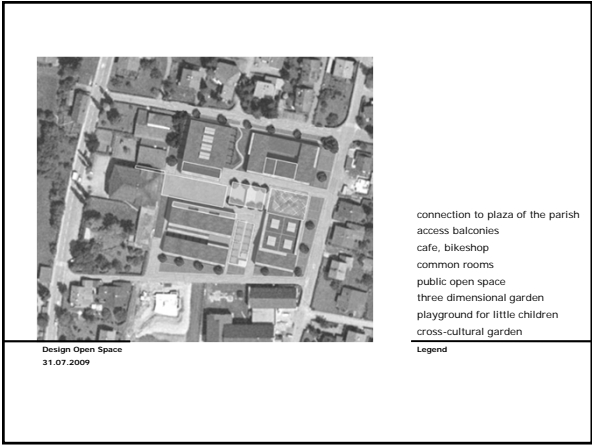 connection to plaza of the parish
access balconies
cafe, bikeshop
common rooms
public open space
three dimensional garden
playground for little children
cross-cultural garden
Design Open Space
31.07.2009
Legend